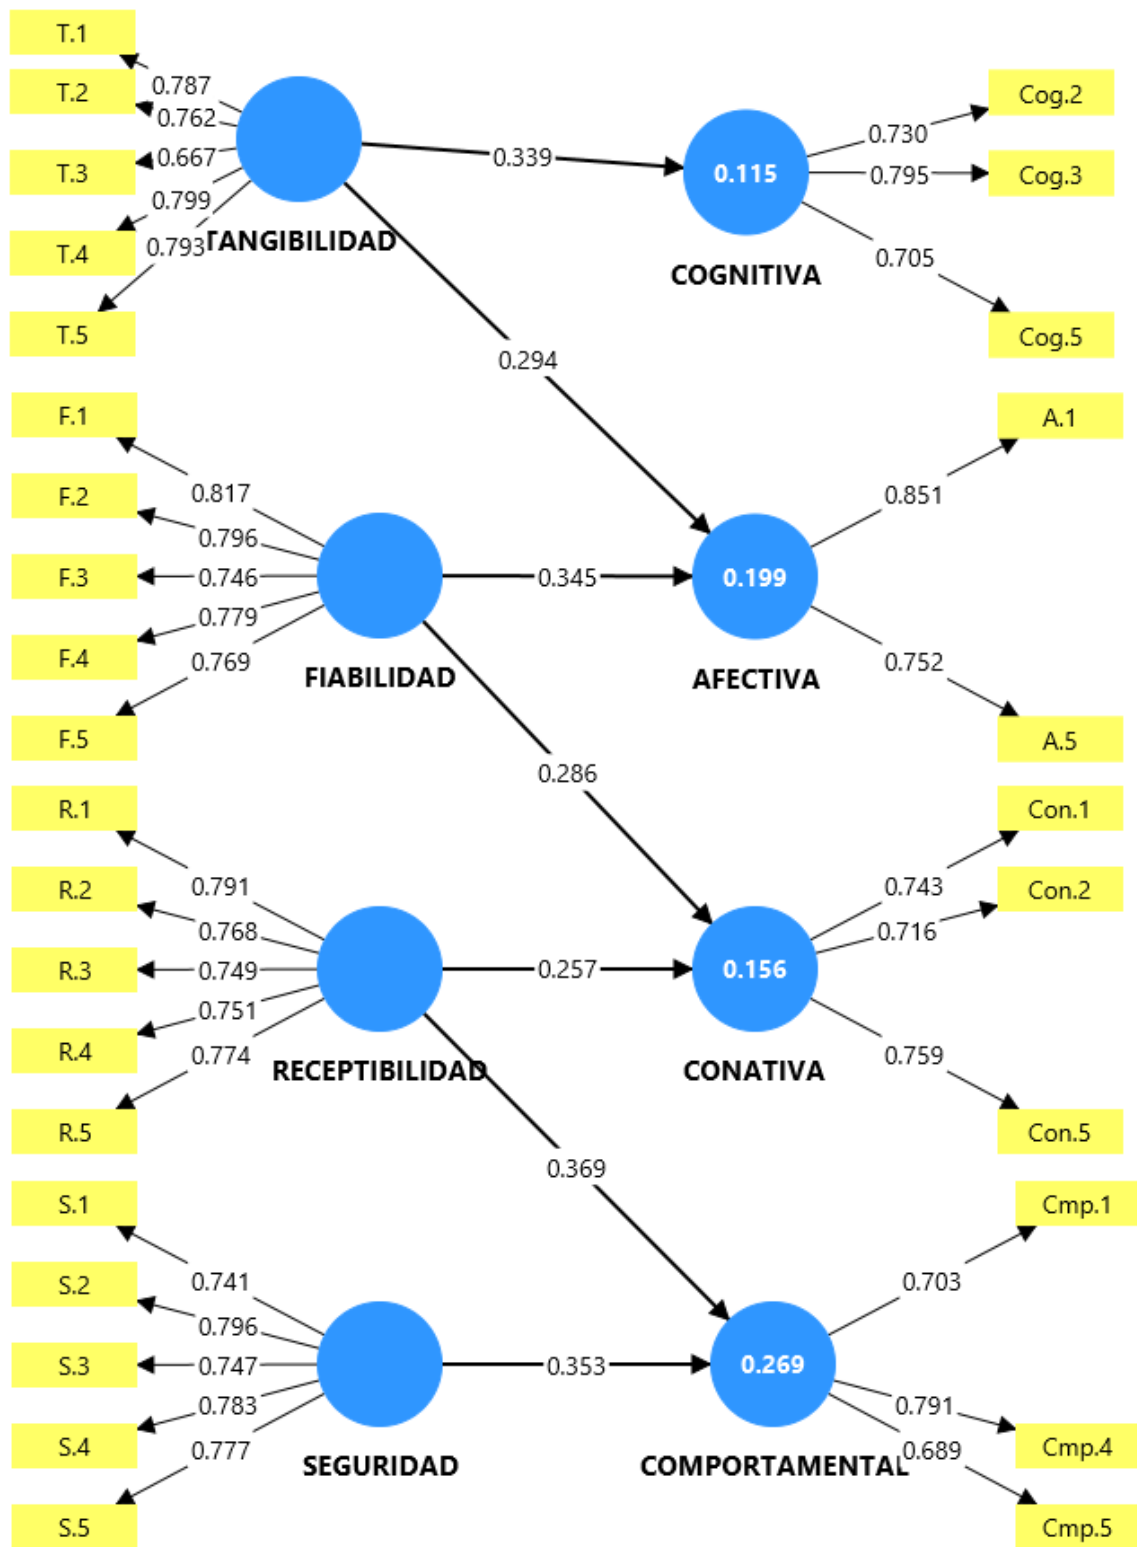 T.1
0.787
T.2
0.762
T.3
0.667
T.4
0.799
T.5
0.793
TANGIBILIDAD
0.339
0.294
0.115
COGNITIVA
0.730
Cog.2
0.795
Cog.3
0.705
Cog.5
F.1
0.817
F.2
0.796
F.3
0.746
F.4
0.779
F.5
0.769
FIABILIDAD
0.345
0.286
0.199
AFECTIVA
0.851
A.1
0.752
A.5
R.1
0.791
R.2
0.768
R.3
0.749
R.4
0.751
R.5
0.774
RECEPTIBILIDAD
0.257
0.369
0.156
CONATIVA
0.743
Con.1
0.716
Con.2
0.759
Con.5
S.1
0.741
S.2
0.796
S.3
0.747
S.4
0.783
S.5
0.777
SEGURIDAD
0.353
0.269
COMPORTAMENTAL
0.703
Cmp.1
0.791
Cmp.4
0.689
Cmp.5